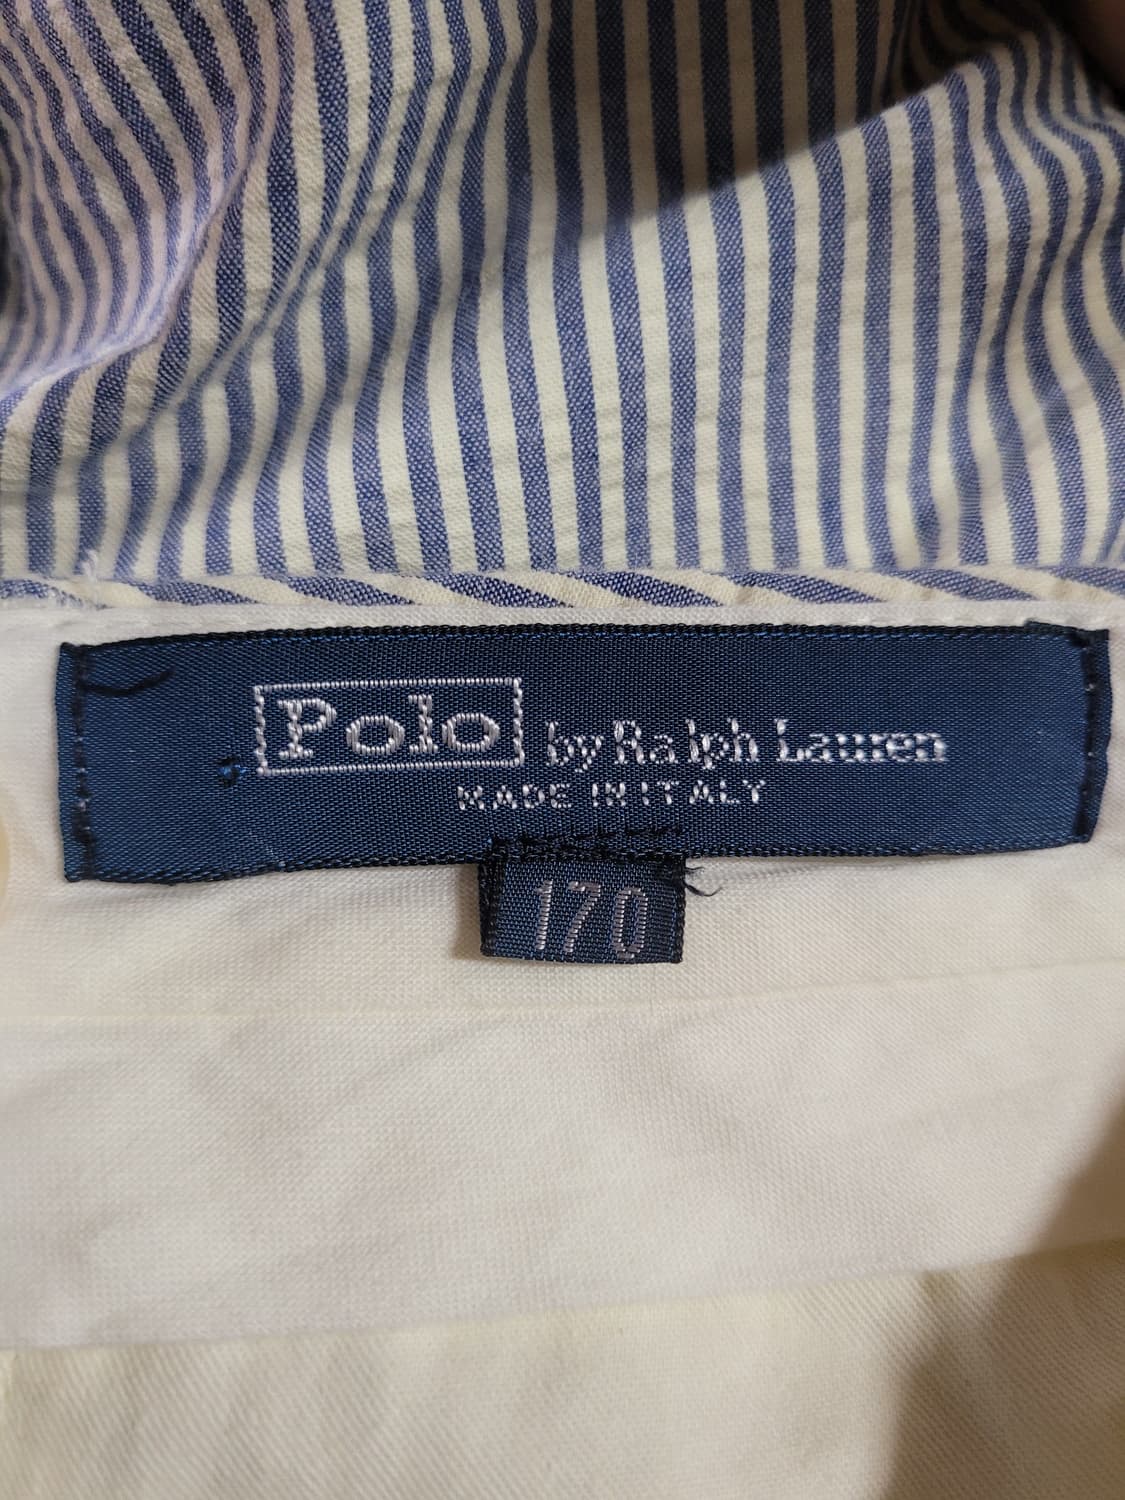 Polo by Ralph Lauren
MADE IN ITALY
170